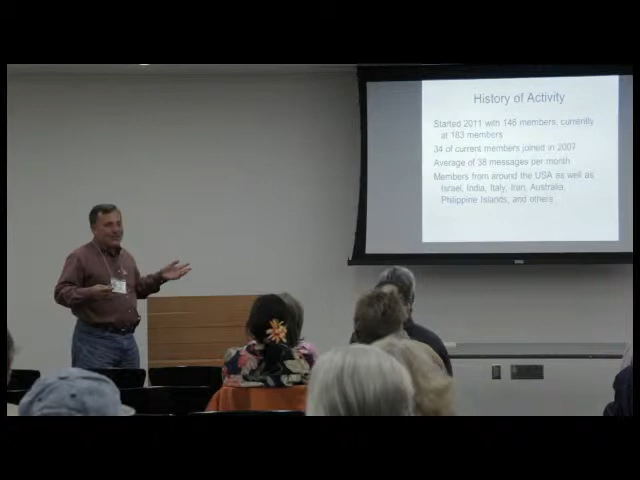 History of Activity
Started 2011 with 146 members, currently
at 183 members
34 of current members joined in 2007
Average of 38 messages per month
Members from around the USA as well as
Israel, India, Italy, Iran, Australia,
Philippine Islands, and others